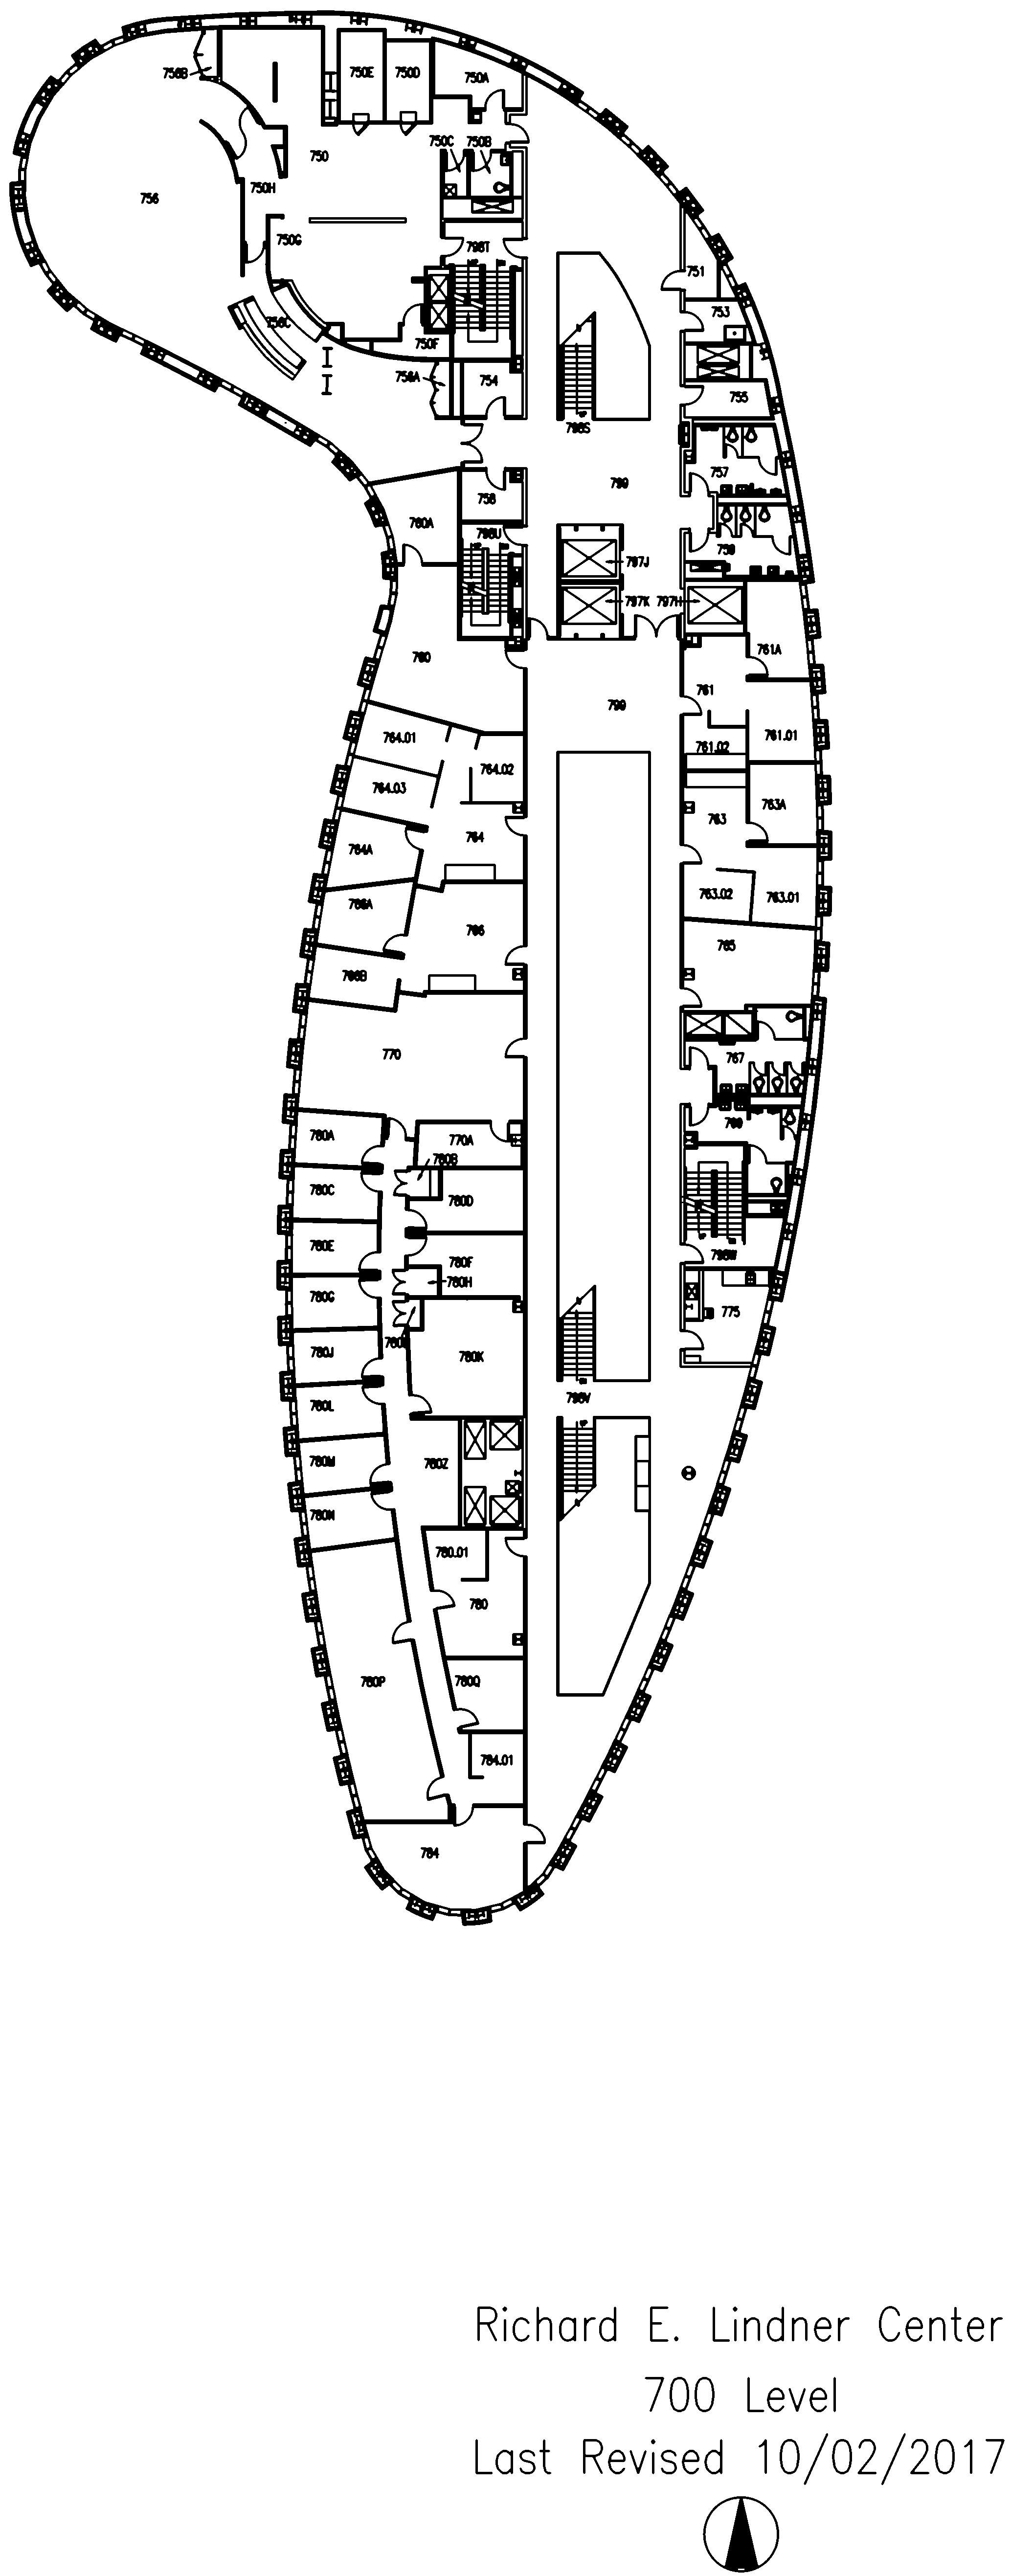 756B
750E
750D
750A
750C
750B
750
750H
756
750G
798T
751
756C
753
750F
756A
754
755
798S
757
799
758
760A
798U
759
797J
797K
797H
761A
760
761
799
764.01
761.02
761.01
764.02
764.03
763A
763
764
764A
763.02
763.01
766A
766
765
766B
770
767
769
780A
770A
780B
780C
780D
780E
780F
798W
780H
780G
775
780J
780K
798V
780L
780M
780Z
780N
780.01
780
780P
780Q
784.01
784
Richard E. Lindner Center
700 Level
Last Revised 10/02/2017